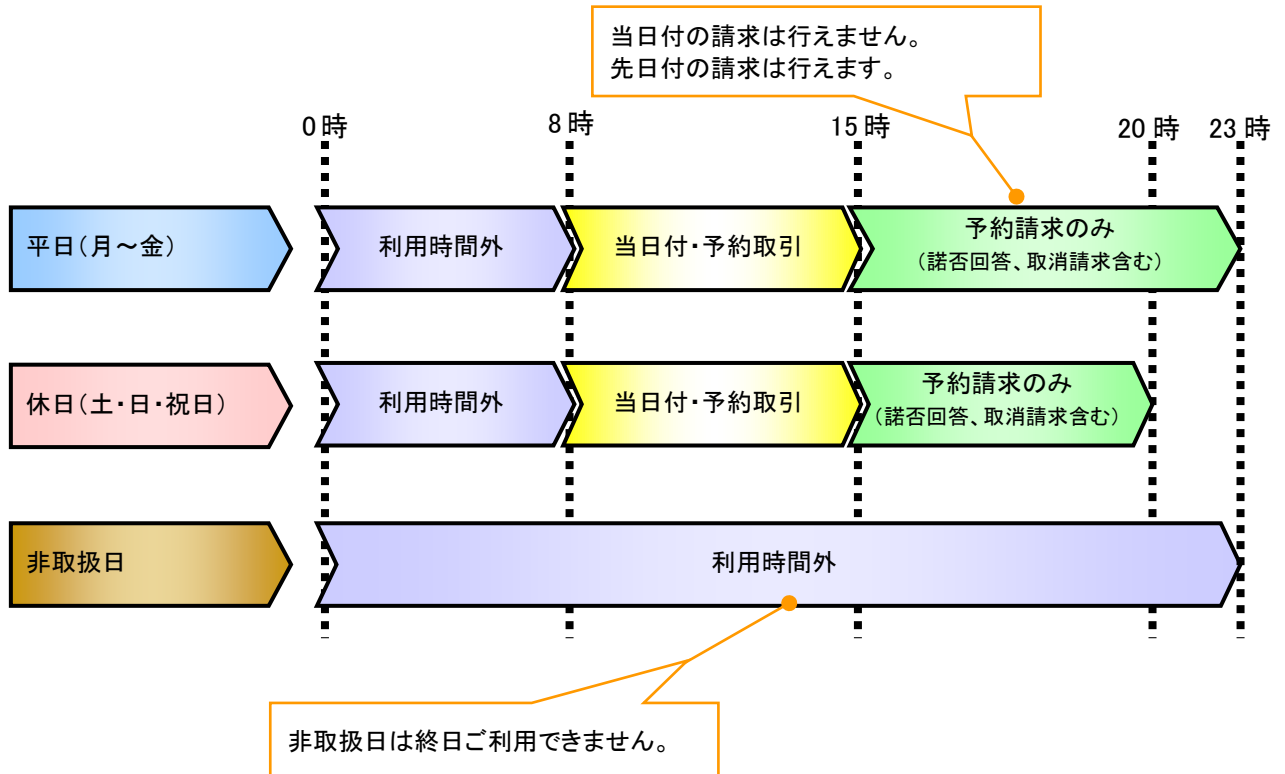 当日付の請求は行えません。
先日付の請求は行えます。
0時 8時 15時 20時 23時
平日(月~金) 利用時間外 当日付・予約取引 予約請求のみ
(諾否回答、取消請求含む)
休日(土・日・祝日) 利用時間外 当日付・予約取引 予約請求のみ
(諾否回答、取消請求含む)
非取扱日 利用時間外
非取扱日は終日ご利用できません。